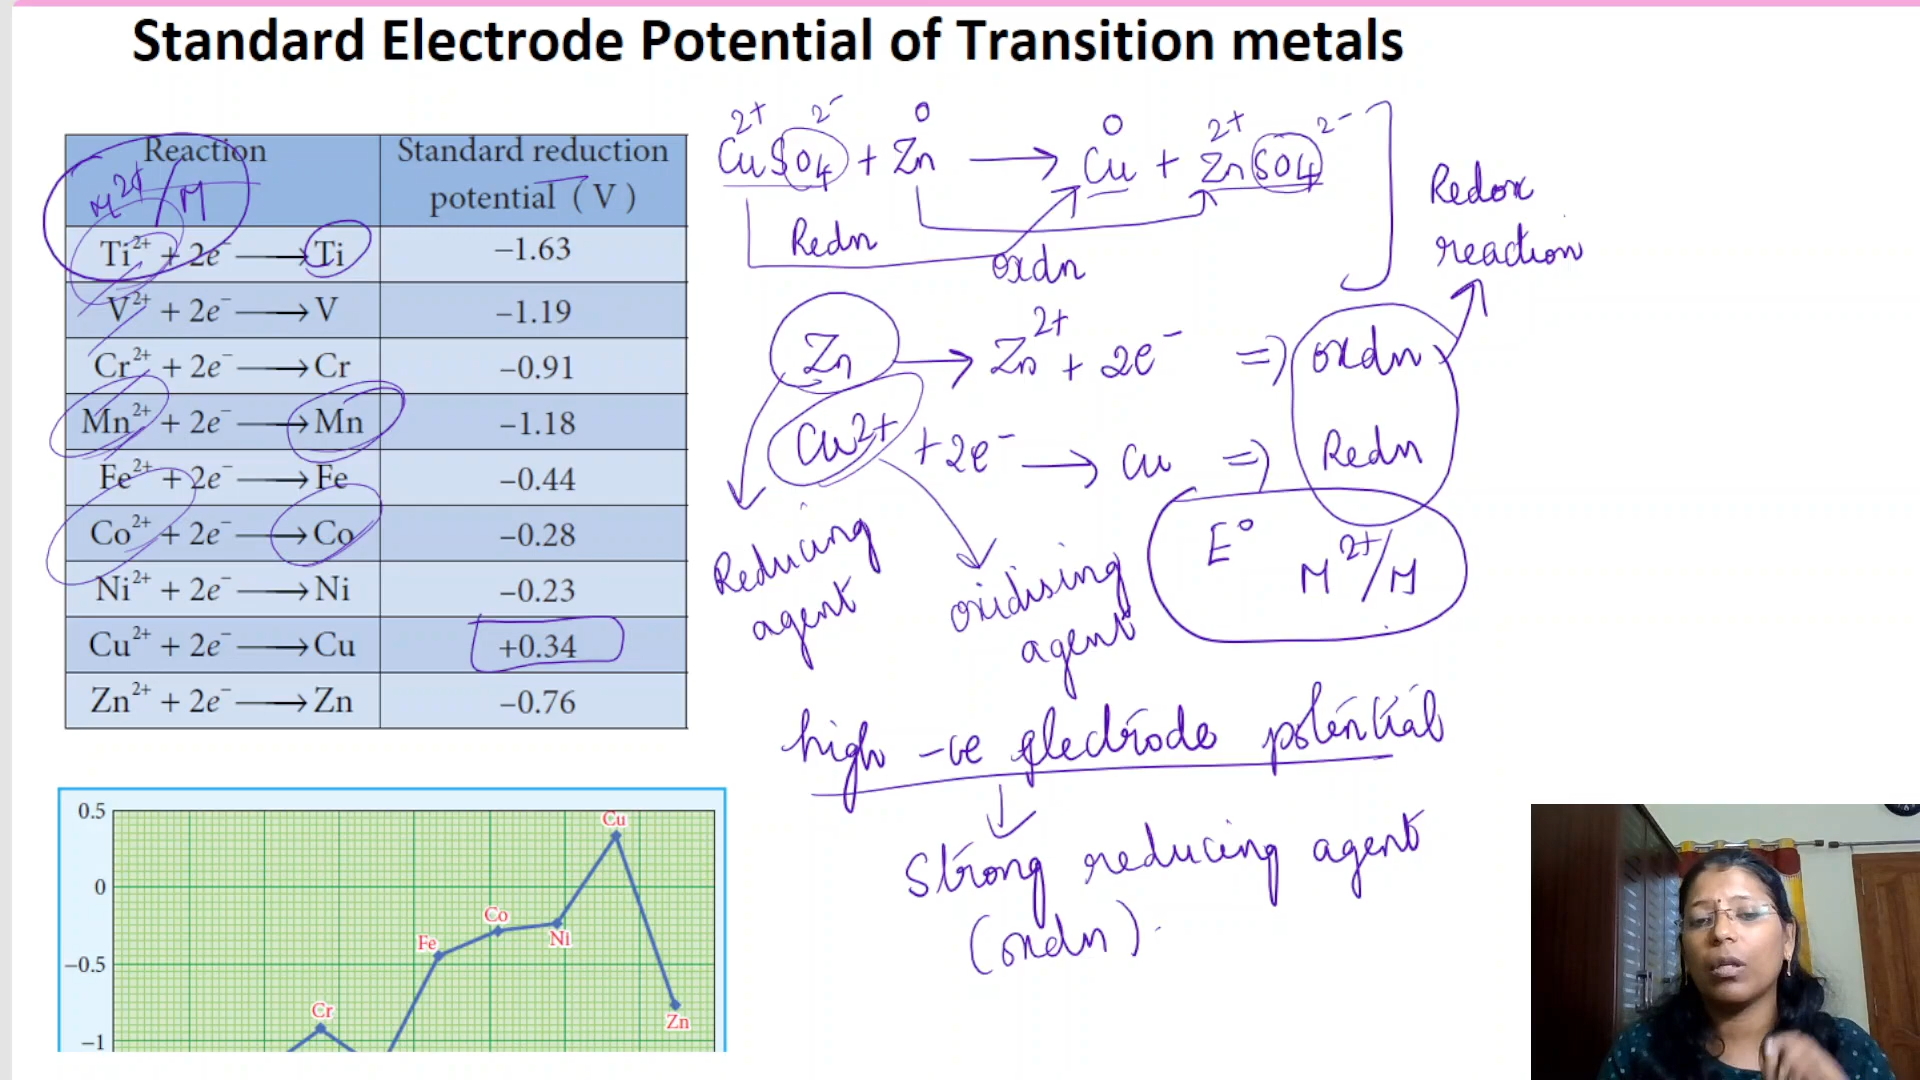 Standard Electrode Potential of Transition metals
Reaction
M²⁺/M
Standard reduction
potential ( V )
Ti²⁺ + 2e⁻ ⟶ Ti
−1.63
V²⁺ + 2e⁻ ⟶ V
−1.19
Cr²⁺ + 2e⁻ ⟶ Cr
−0.91
Mn²⁺ + 2e⁻ ⟶ Mn
−1.18
Fe²⁺ + 2e⁻ ⟶ Fe
−0.44
Co²⁺ + 2e⁻ ⟶ Co
−0.28
Ni²⁺ + 2e⁻ ⟶ Ni
−0.23
Cu²⁺ + 2e⁻ ⟶ Cu
+0.34
Zn²⁺ + 2e⁻ ⟶ Zn
−0.76
2+ 2− 0 0 2+ 2−
CuSO4 + Zn ⟶ Cu + ZnSO4
Redn
oxdn
Redox
reaction
Zn ⟶ Zn²⁺ + 2e⁻ ⇒ oxdn
Cu²⁺ + 2e⁻ ⟶ Cu ⇒ Redn
Reducing
agent
oxidising
agent
E° M²⁺/M
high -ve electrode potential
Strong reducing agent
(oxdn).
0.5
0
−0.5
−1
Cu
Co
Fe
Ni
Cr
Zn